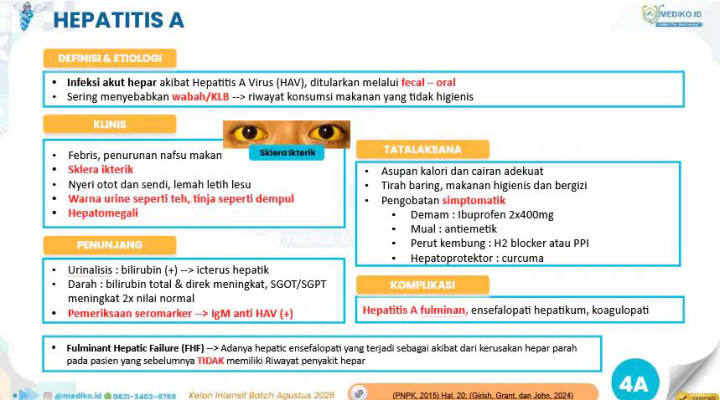 HEPATITIS A
MEDIKO.ID
DEFINISI & ETIOLOGI
• Infeksi akut hepar akibat Hepatitis A Virus (HAV), ditularkan melalui fecal – oral
• Sering menyebabkan wabah/KLB --> riwayat konsumsi makanan yang tidak higienis
KLINIS
Sklera Ikterik
• Febris, penurunan nafsu makan
• Sklera ikterik
• Nyeri otot dan sendi, lemah letih lesu
• Warna urine seperti teh, tinja seperti dempul
• Hepatomegali
PENUNJANG
• Urinalisis : bilirubin (+) --> icterus hepatik
• Darah : bilirubin total & direk meningkat, SGOT/SGPT
meningkat 2x nilai normal
• Pemeriksaan seromarker --> IgM anti HAV (+)
TATALAKSANA
• Asupan kalori dan cairan adekuat
• Tirah baring, makanan higienis dan bergizi
• Pengobatan simptomatik
▪ Demam : Ibuprofen 2x400mg
▪ Mual : antiemetik
▪ Perut kembung : H2 blocker atau PPI
▪ Hepatoprotektor : curcuma
KOMPLIKASI
Hepatitis A fulminan, ensefalopati hepatikum, koagulopati
• Fulminant Hepatic Failure (FHF) --> Adanya hepatic ensefalopati yang terjadi sebagai akibat dari kerusakan hepar parah
pada pasien yang sebelumnya TIDAK memiliki Riwayat penyakit hepar
4A
@mediko.id 0821-3403-8768 Kelon Intensif Batch Agustus 2026
(PNPK, 2015) Hal. 20; (Girish, Grant, dan John, 2024)
VERIFIED